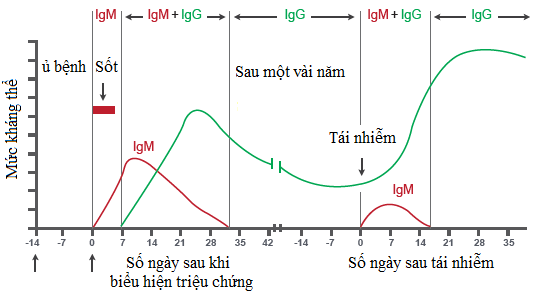 IgM
IgM + IgG
IgG
IgM + IgG
IgG
ủ bệnh
Sốt
Sau một vài năm
Tái nhiễm
IgM
IgM
Mức kháng thể
-14 -7 0 7 14 21 28 35 42 -14 -7 0 7 14 21 28 35
Số ngày sau khi
biểu hiện triệu chứng
Số ngày sau tái nhiễm